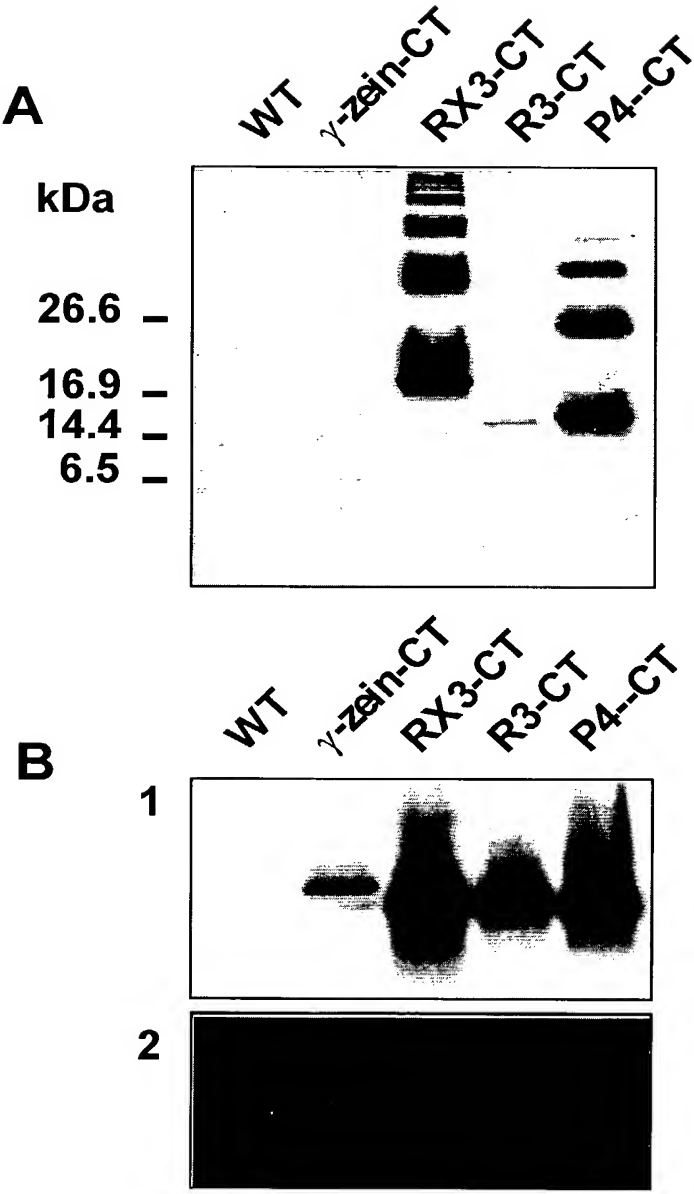 A
WT γ-zein-CT RX3-CT R3-CT P4--CT
kDa
26.6
16.9
14.4
6.5
WT γ-zein-CT RX3-CT R3-CT P4--CT
B
1
2